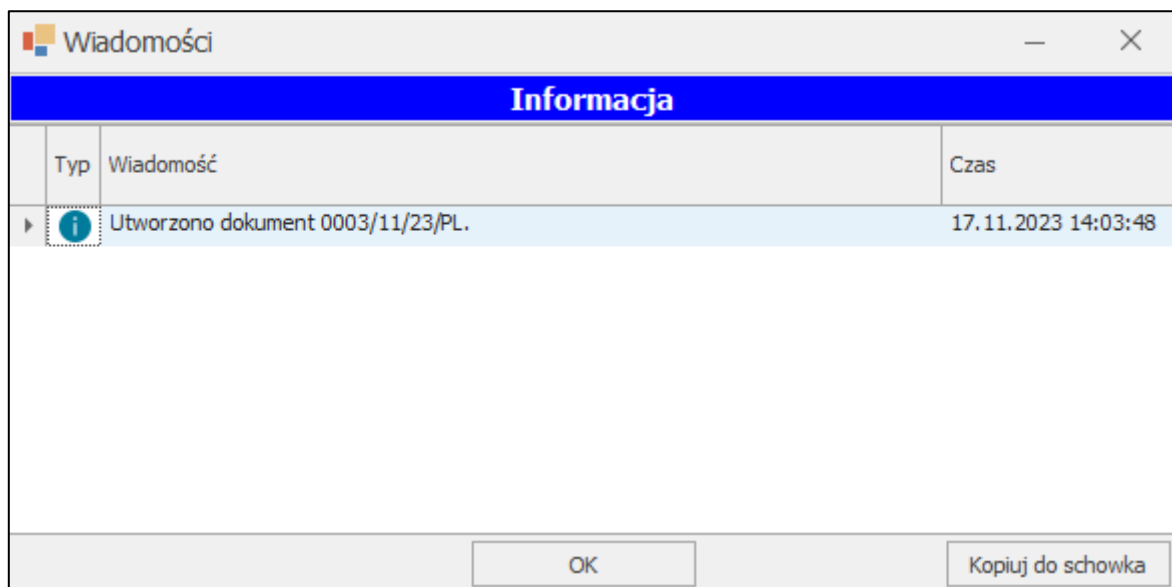 Wiadomości
Informacja
Typ Wiadomość Czas
Utworzono dokument 0003/11/23/PL. 17.11.2023 14:03:48
OK Kopiuj do schowka